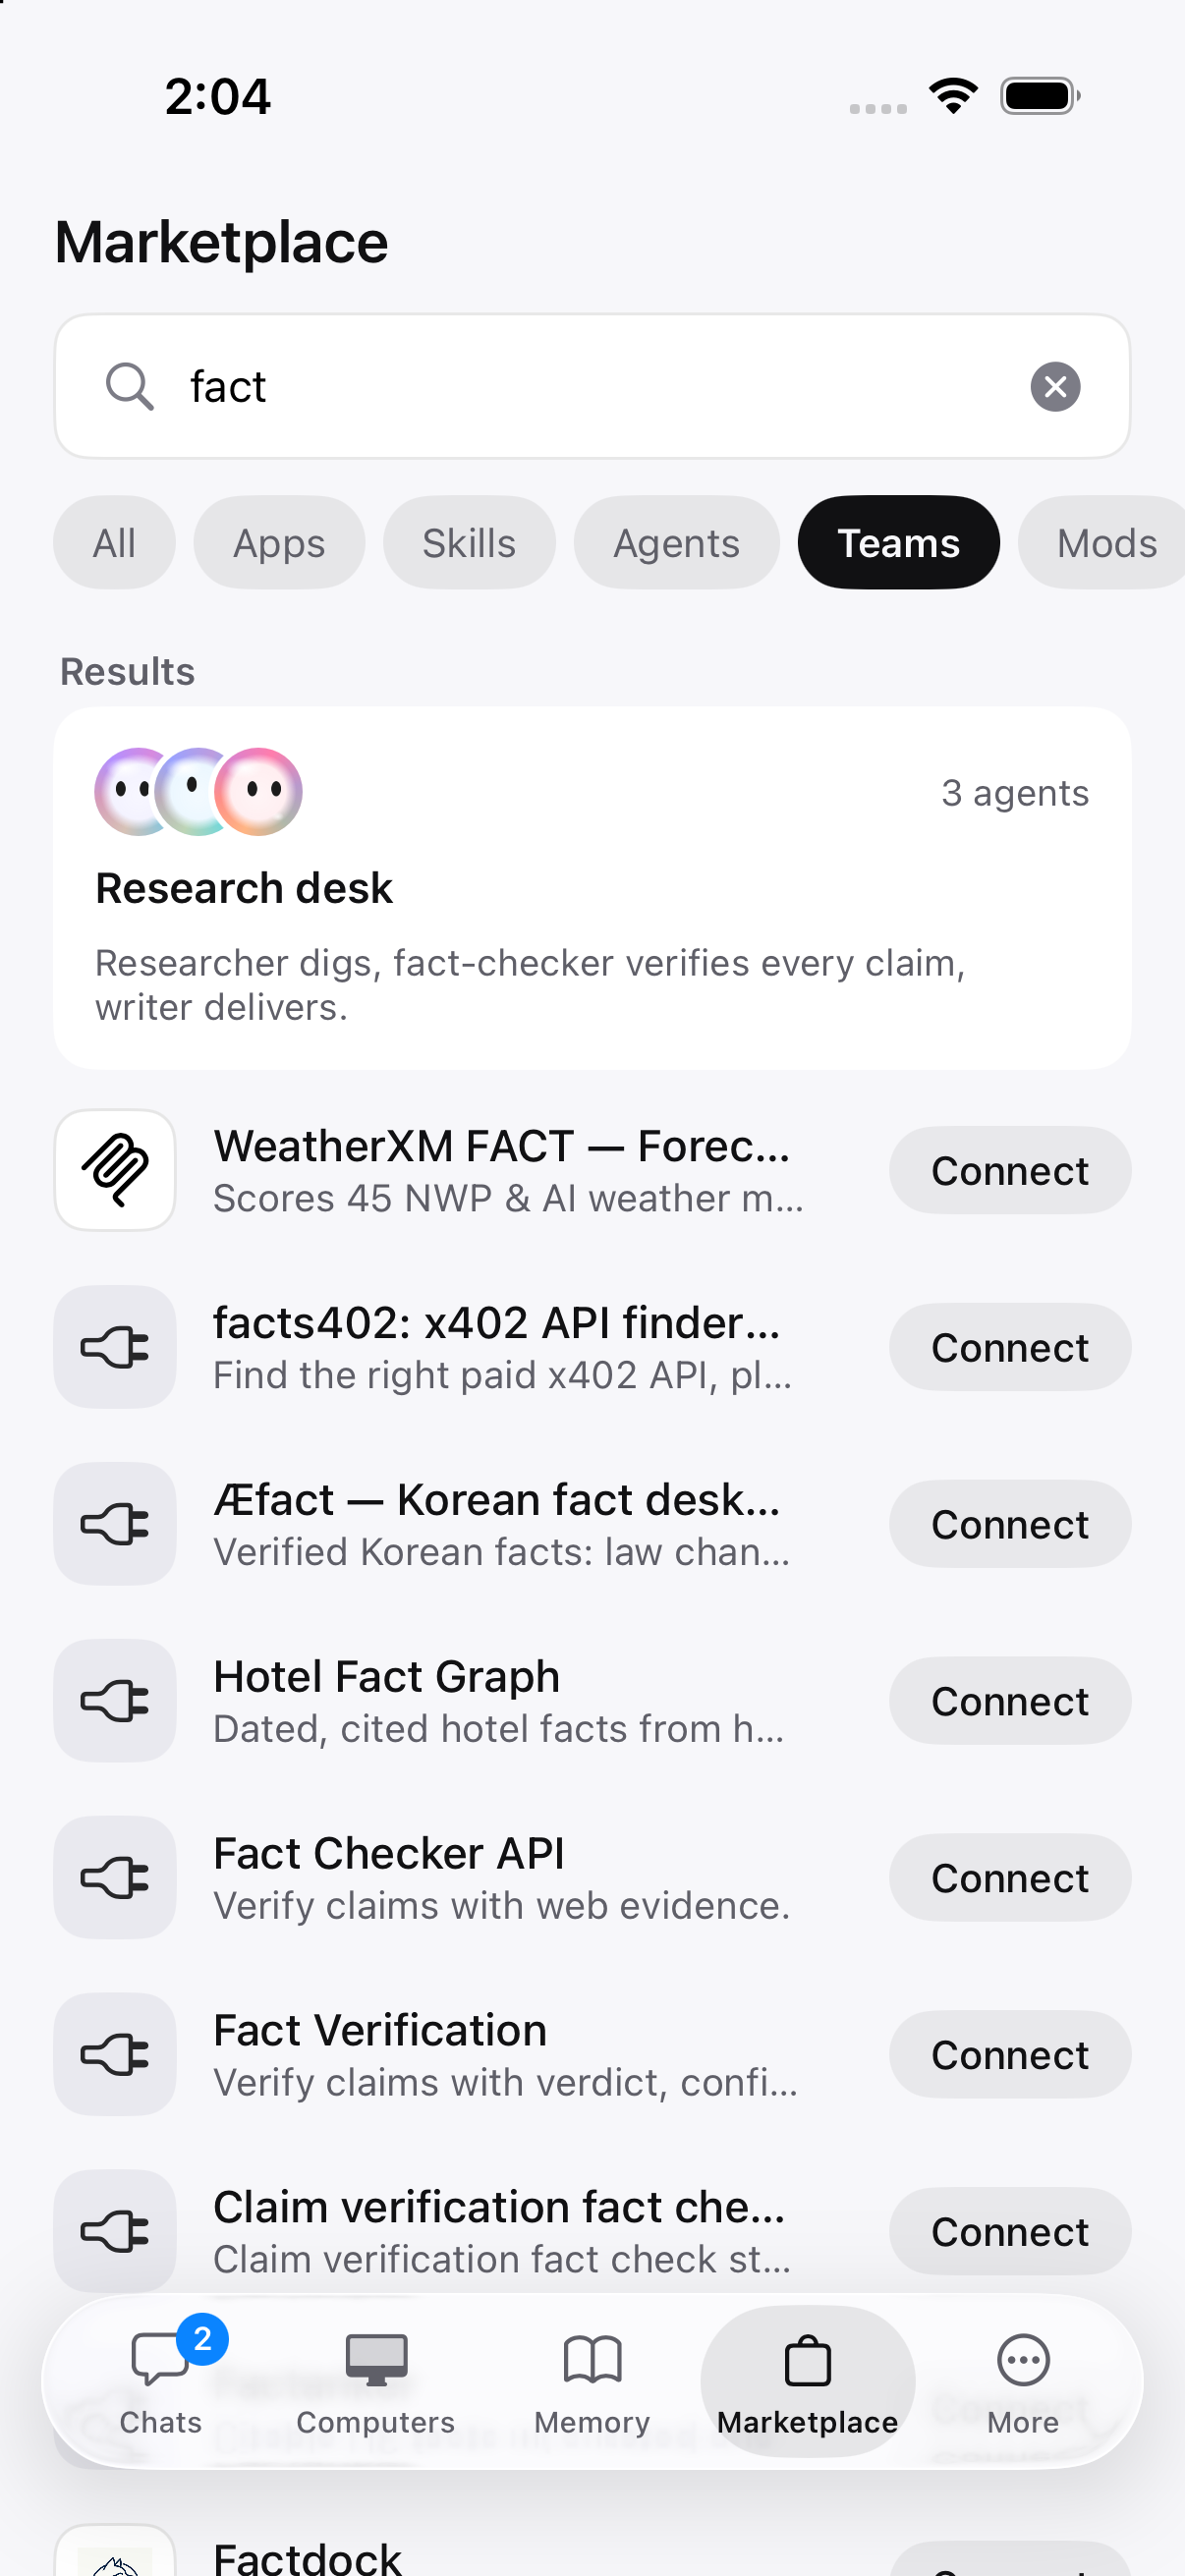 2:04
Marketplace
fact
All Apps Skills Agents Teams Mods
Results
3 agents
Research desk
Researcher digs, fact-checker verifies every claim,
writer delivers.
WeatherXM FACT — Forec...
Scores 45 NWP & AI weather m...
Connect
facts402: x402 API finder...
Find the right paid x402 API, pl...
Connect
Æfact — Korean fact desk...
Verified Korean facts: law chan...
Connect
Hotel Fact Graph
Dated, cited hotel facts from h...
Connect
Fact Checker API
Verify claims with web evidence.
Connect
Fact Verification
Verify claims with verdict, confi...
Connect
Claim verification fact che...
Claim verification fact check st...
Connect
2
Chats Computers Memory Marketplace More
Factdock